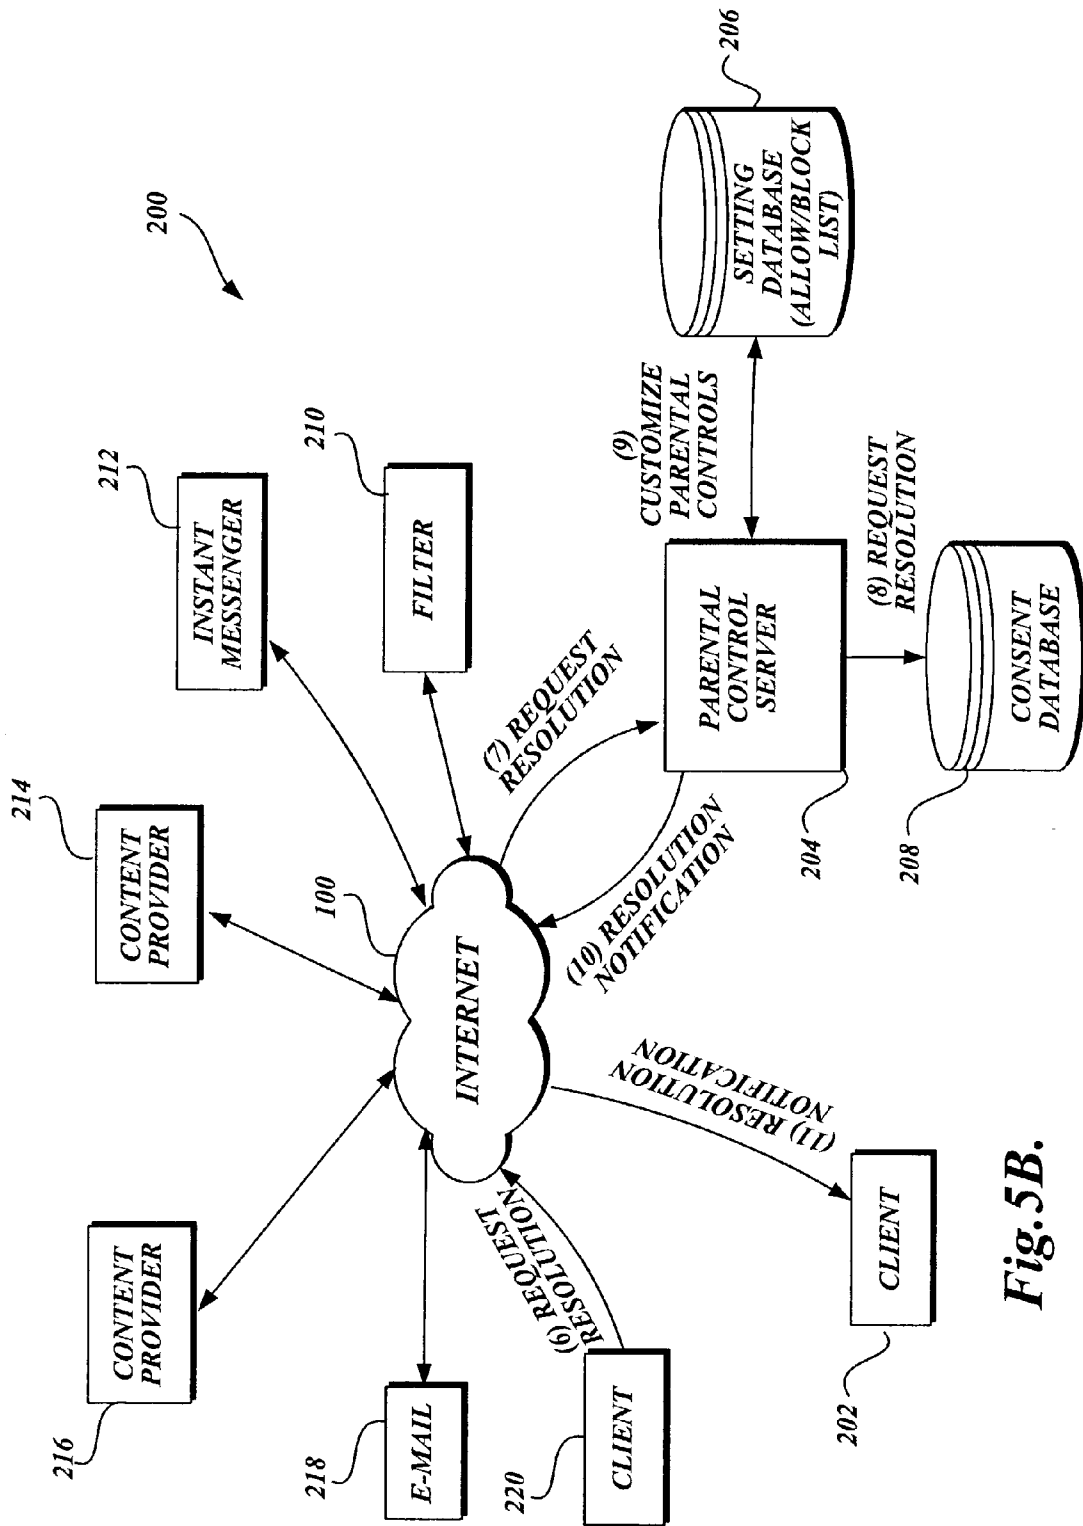 200
206
SETTING
DATABASE
(ALLOW/BLOCK
LIST)
(9)
CUSTOMIZE
PARENTAL
CONTROLS
212
INSTANT
MESSENGER
210
FILTER
(7) REQUEST
RESOLUTION
PARENTAL
CONTROL
SERVER
204
(8) REQUEST
RESOLUTION
CONSENT
DATABASE
208
214
CONTENT
PROVIDER
100
INTERNET
(10) RESOLUTION
NOTIFICATION
(11) RESOLUTION
NOTIFICATION
216
CONTENT
PROVIDER
218
E-MAIL
(6) REQUEST
RESOLUTION
220
CLIENT
202
CLIENT
Fig.5B.